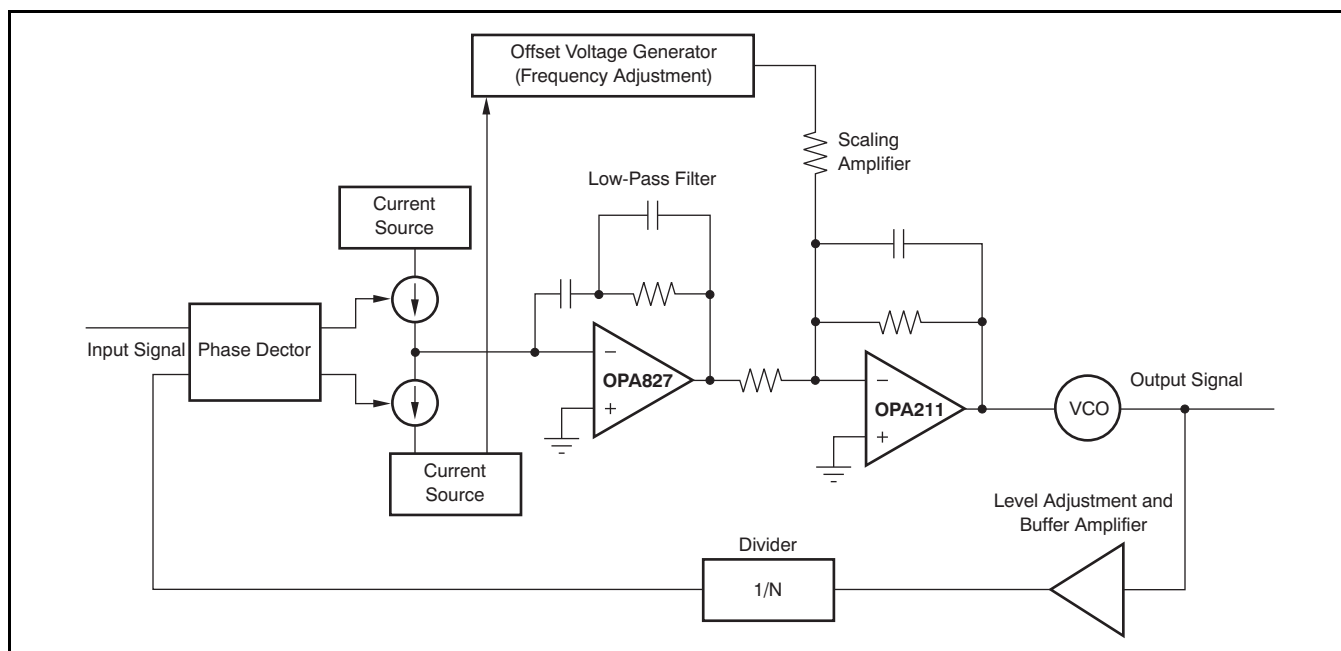 Offset Voltage Generator
(Frequency Adjustment)
Scaling
Amplifier
Low-Pass Filter
Current
Source
Input Signal
Phase Dector
−
OPA827
+
−
OPA211
+
VCO
Output Signal
Current
Source
Level Adjustment and
Buffer Amplifier
Divider
1/N